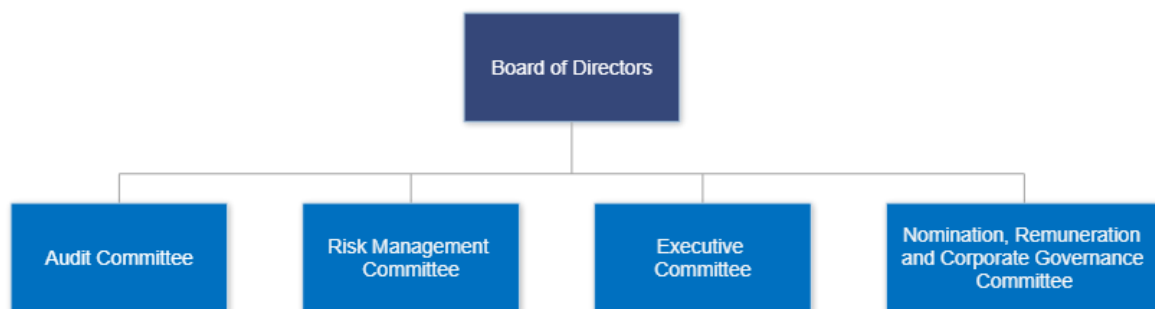 Board of Directors
Audit Committee
Risk Management
Committee
Executive
Committee
Nomination, Remuneration
and Corporate Governance
Committee